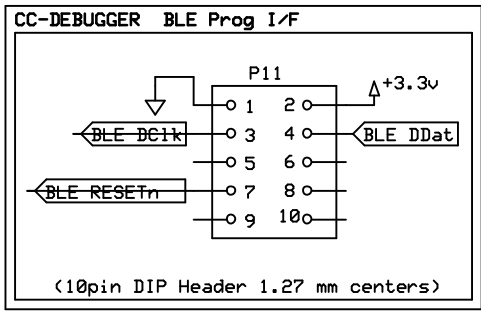 CC-DEBUGGER BLE Prog I/F
P11
+3.3v
1 2
BLE DClk 3 4 BLE DDat
5 6
BLE RESETn 7 8
9 10
(10pin DIP Header 1.27 mm centers)